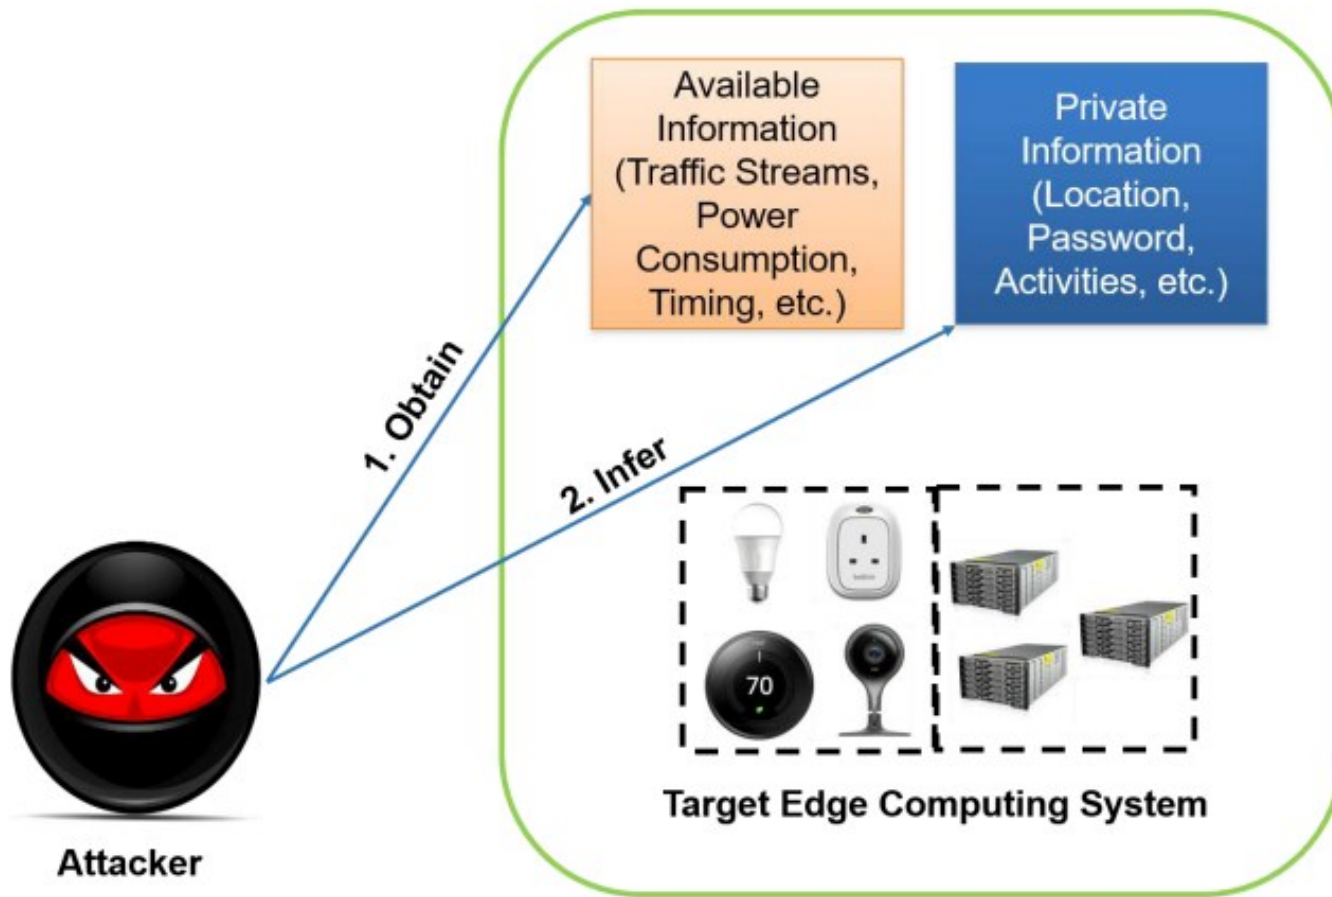 Available
Information
(Traffic Streams,
Power
Consumption,
Timing, etc.)
Private
Information
(Location,
Password,
Activities, etc.)
1. Obtain
2. Infer
70
Target Edge Computing System
Attacker